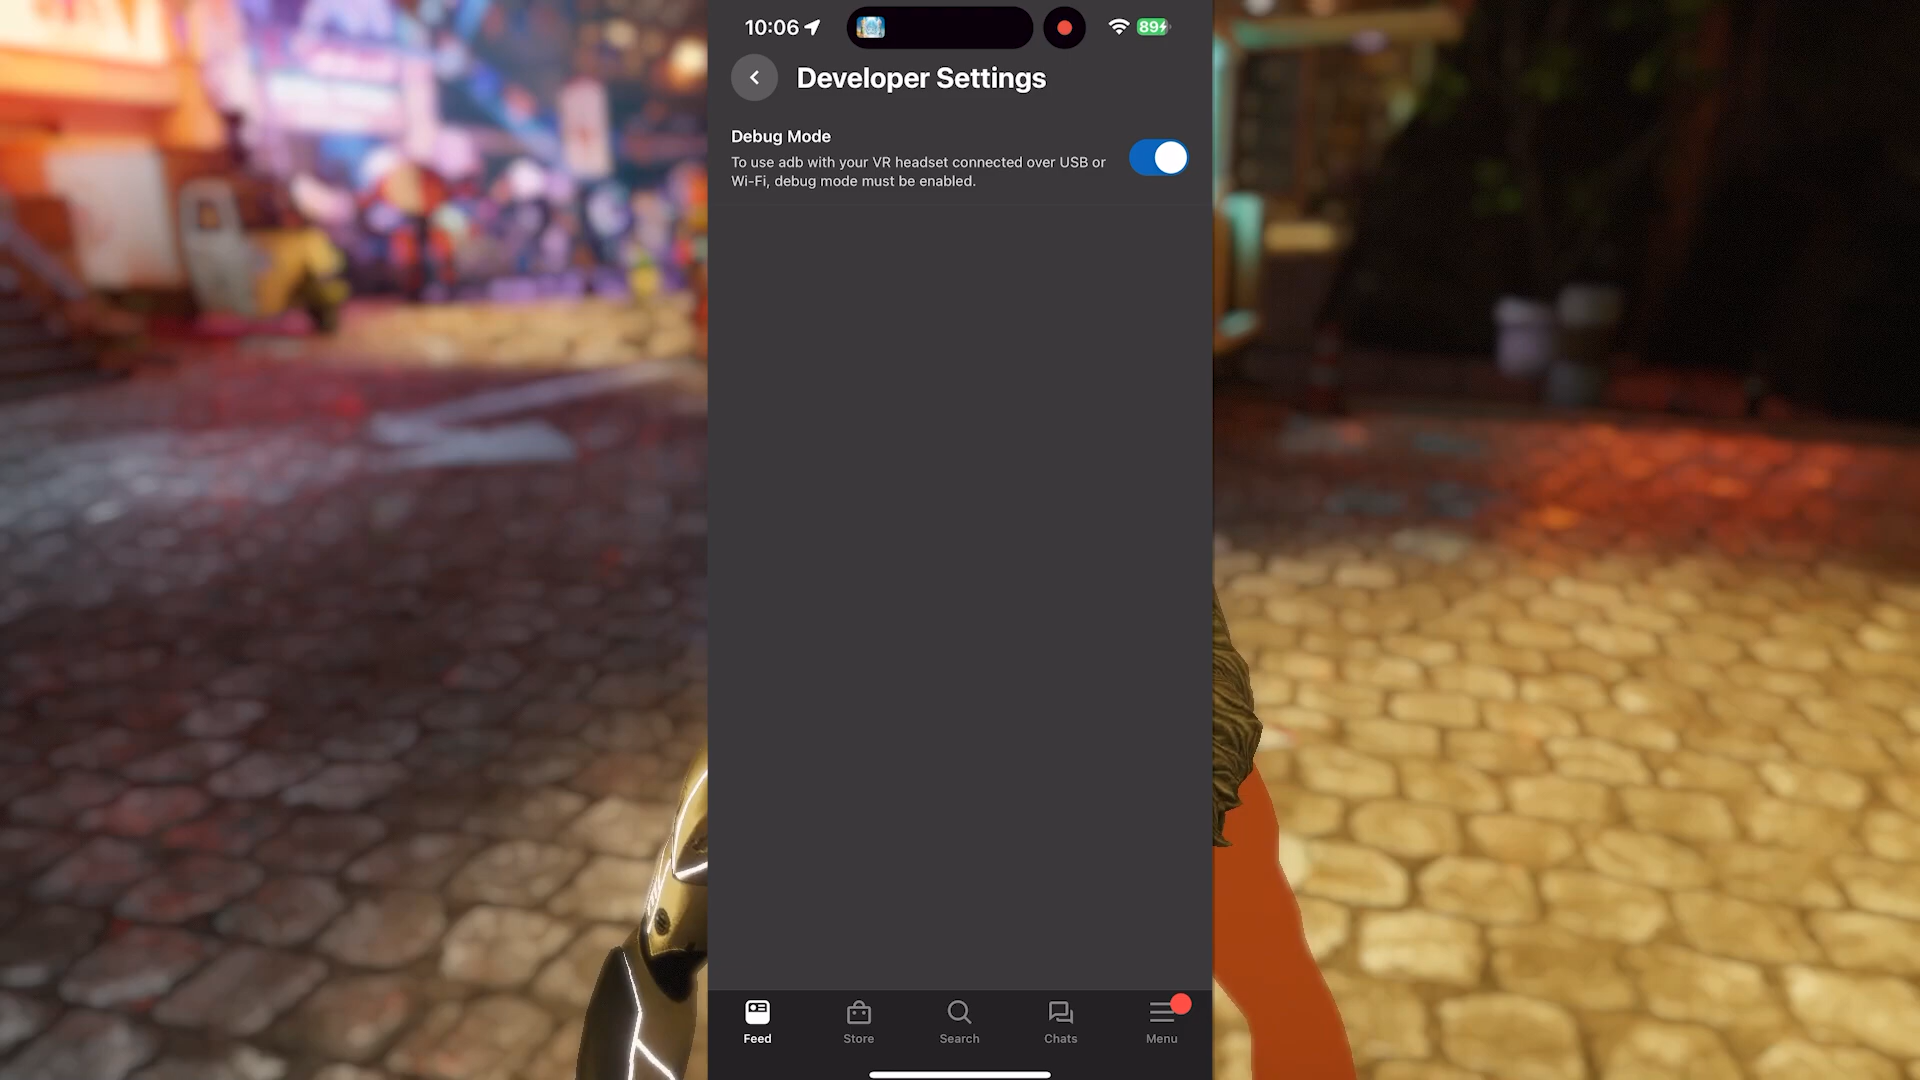 10:06
89
Developer Settings
Debug Mode
To use adb with your VR headset connected over USB or
Wi-Fi, debug mode must be enabled.
Feed
Store
Search
Chats
Menu